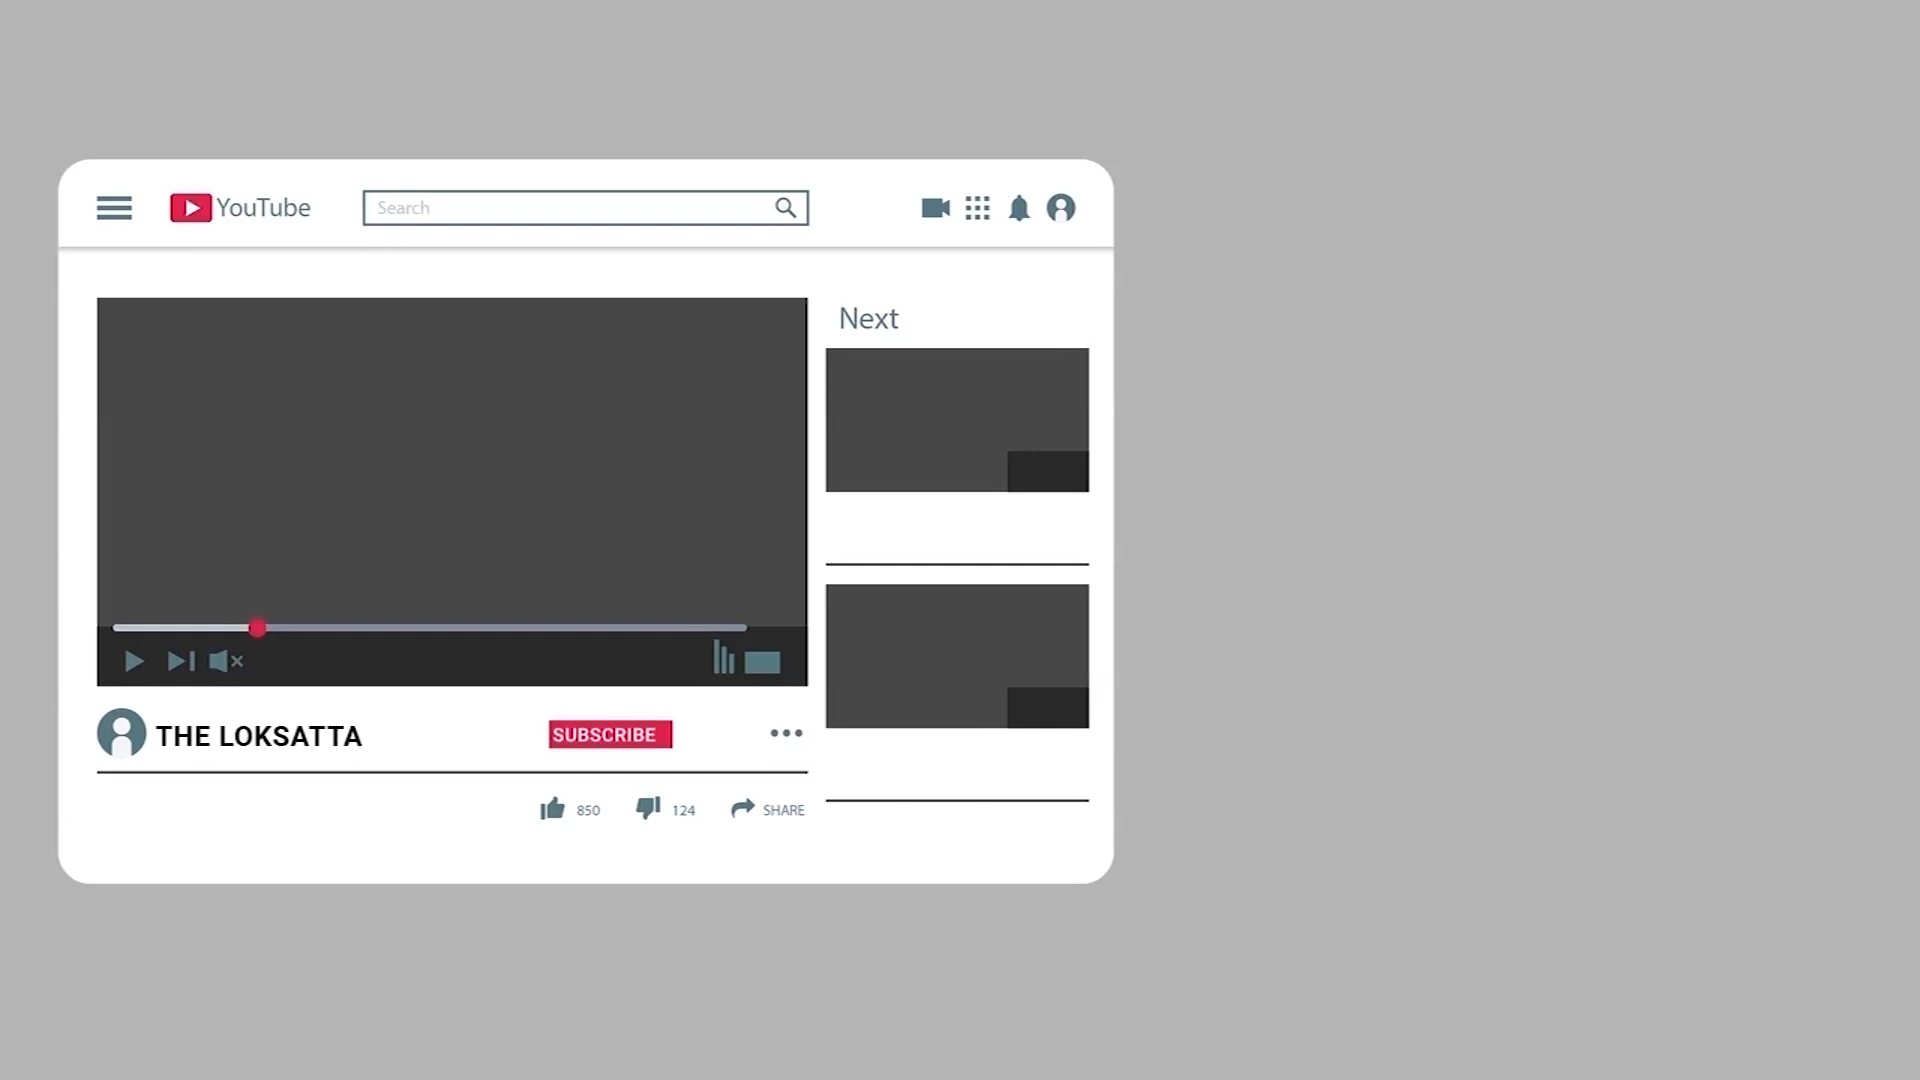 YouTube
Search
Next
THE LOKSATTA
SUBSCRIBE
850
124
SHARE